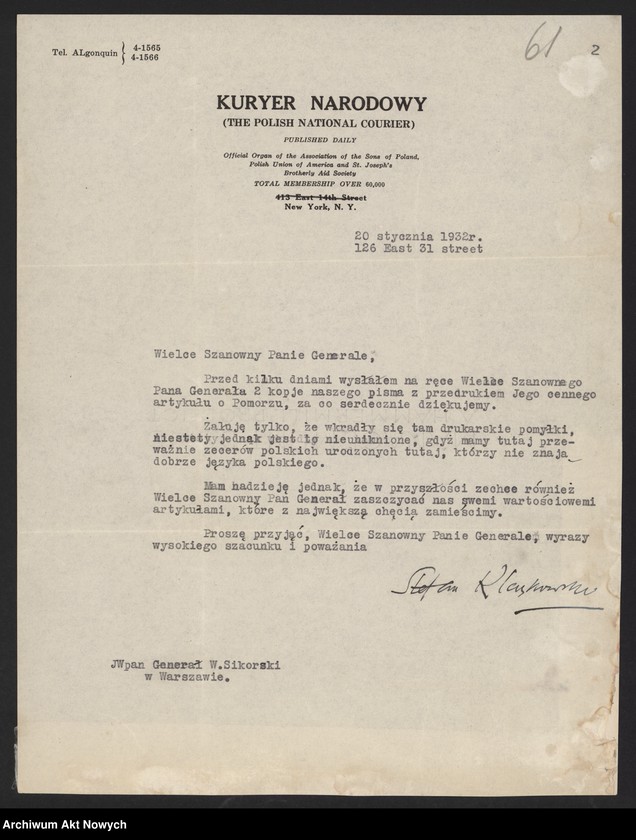 61 2
Tel. ALgonquin { 4-1565
4-1566
KURYER NARODOWY
(THE POLISH NATIONAL COURIER)
PUBLISHED DAILY
Official Organ of the Association of the Sons of Poland,
Polish Union of America and St. Joseph's
Brotherly Aid Society
TOTAL MEMBERSHIP OVER 60,000
413 East 14th Street
New York, N. Y.
20 stycznia 1932r.
126 East 31 street
Wielce Szanowny Panie Generale,
Przed kilku dniami wysłałem na ręce Wielce Szanownego
Pana Generała 2 kopje naszego pisma z przedrukiem Jego cennego
artykułu o Pomorzu, za co serdecznie dziękujemy.
Żałuję tylko, że wkradły się tam drukarskie pomyłki,
niestety jednak jest to nieuniknione, gdyż mamy tutaj prze-
ważnie zecerów polskich urodzonych tutaj, którzy nie znają
dobrze języka polskiego.
Mam nadzieję jednak, że w przyszłości zechce również
Wielce Szanowny Pan Generał zaszczycać nas swemi wartościowemi
artykułami, które z największą chęcią zamieścimy.
Proszę przyjąć, Wielce Szanowny Panie Generale, wyrazy
wysokiego szacunku i poważania
Stefan
JWpan Generał W.Sikorski
w Warszawie.
Archiwum Akt Nowych